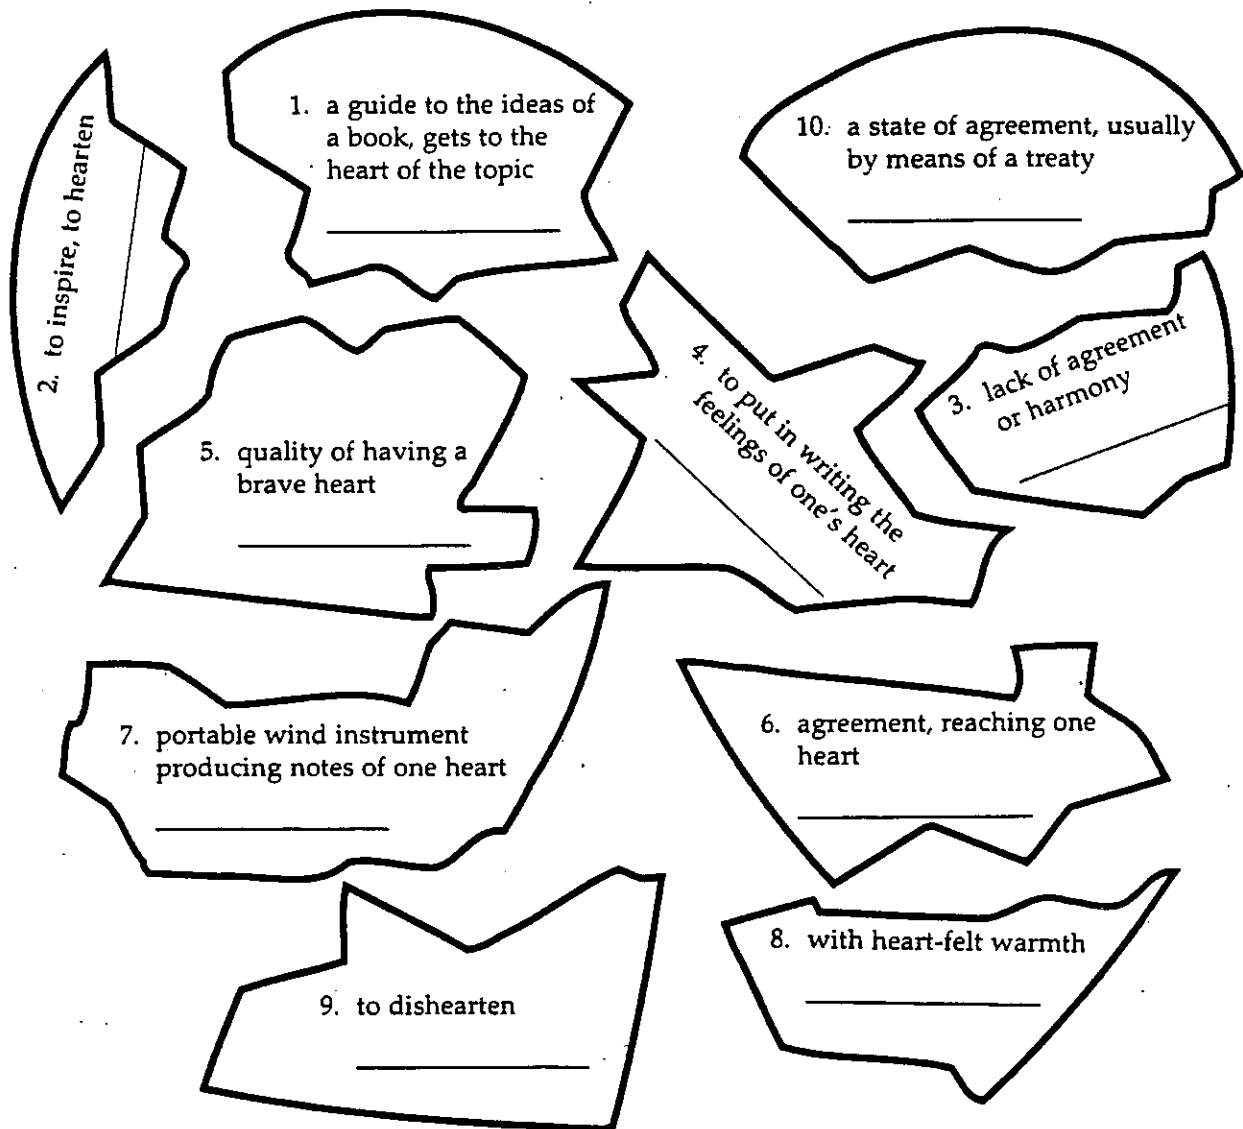 1. a guide to the ideas of
a book, gets to the
heart of the topic
10. a state of agreement, usually
by means of a treaty
2. to inspire, to hearten
3. lack of agreement
or harmony
4. to put in writing the
feelings of one's heart
5. quality of having a
brave heart
7. portable wind instrument
producing notes of one heart
6. agreement, reaching one
heart
8. with heart-felt warmth
9. to dishearten